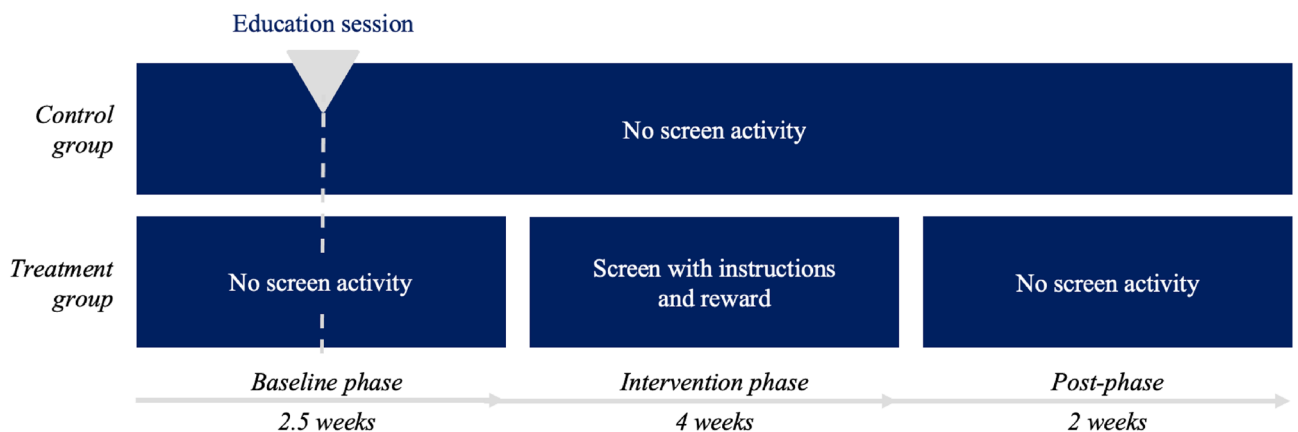 Education session
Control
group
No screen activity
Treatment
group
No screen activity
Screen with instructions
and reward
No screen activity
Baseline phase
Intervention phase
Post-phase
2.5 weeks
4 weeks
2 weeks